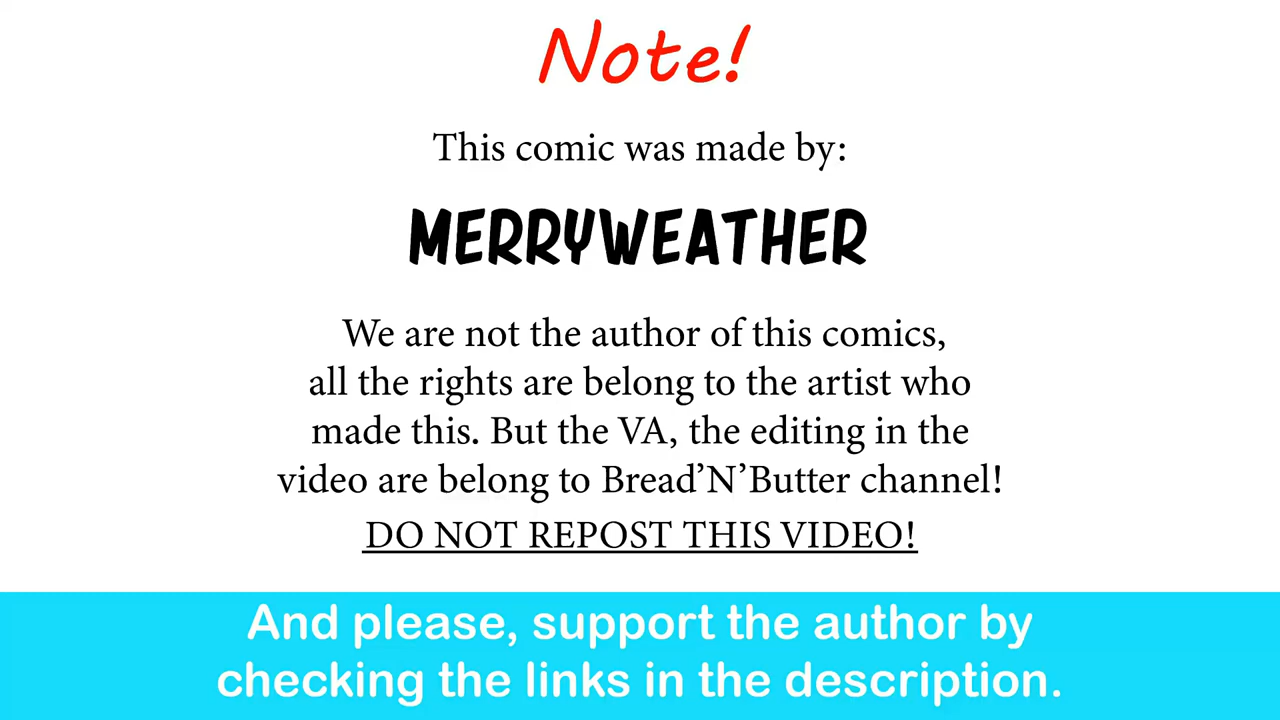 Note!
This comic was made by:
MERRYWEATHER
We are not the author of this comics,
all the rights are belong to the artist who
made this. But the VA, the editing in the
video are belong to Bread’N’Butter channel!
DO NOT REPOST THIS VIDEO!
And please, support the author by
checking the links in the description.